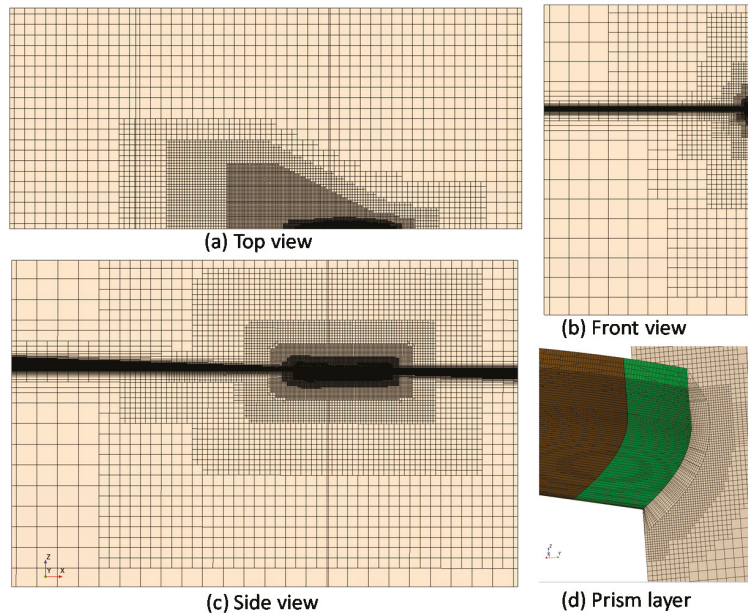 (a) Top view
(b) Front view
Z
Y X
(c) Side view
Z
X Y
(d) Prism layer